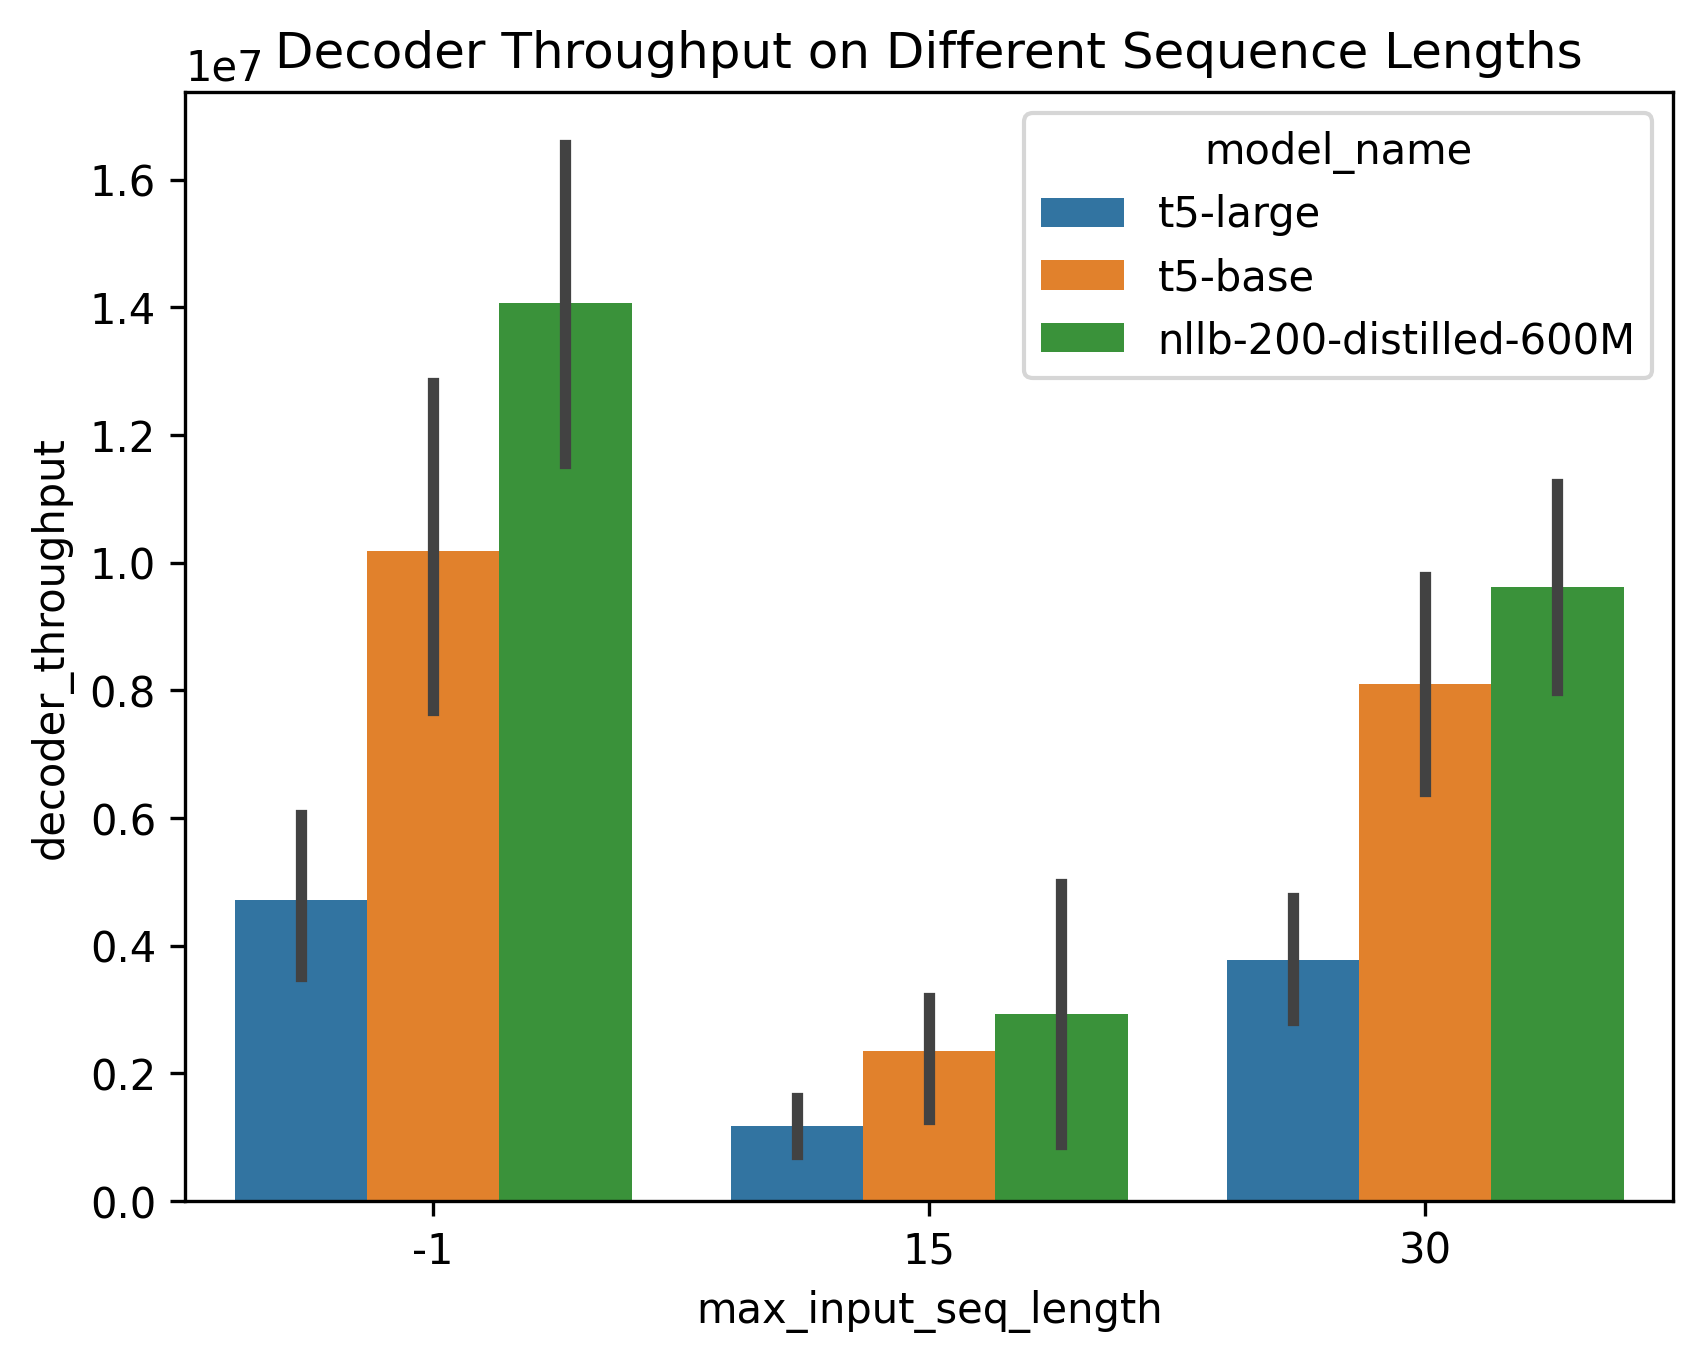 Decoder Throughput on Different Sequence Lengths
1e7
model_name
t5-large
t5-base
nllb-200-distilled-600M
1.6
1.4
1.2
1.0
0.8
0.6
0.4
0.2
0.0
decoder_throughput
-1 15 30
max_input_seq_length